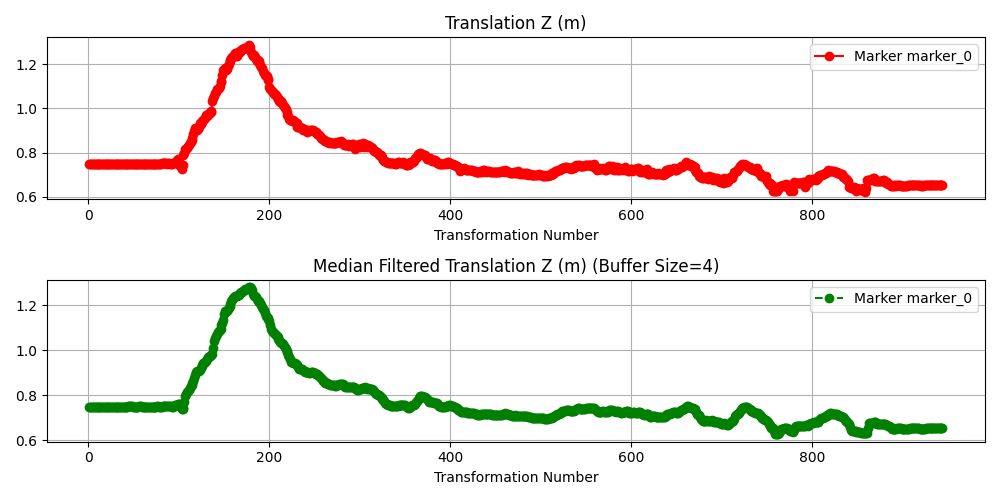 Translation Z (m)
1.2
1.0
0.8
0.6
Marker marker_0
0 200 400 600 800
Transformation Number
Median Filtered Translation Z (m) (Buffer Size=4)
1.2
1.0
0.8
0.6
Marker marker_0
0 200 400 600 800
Transformation Number